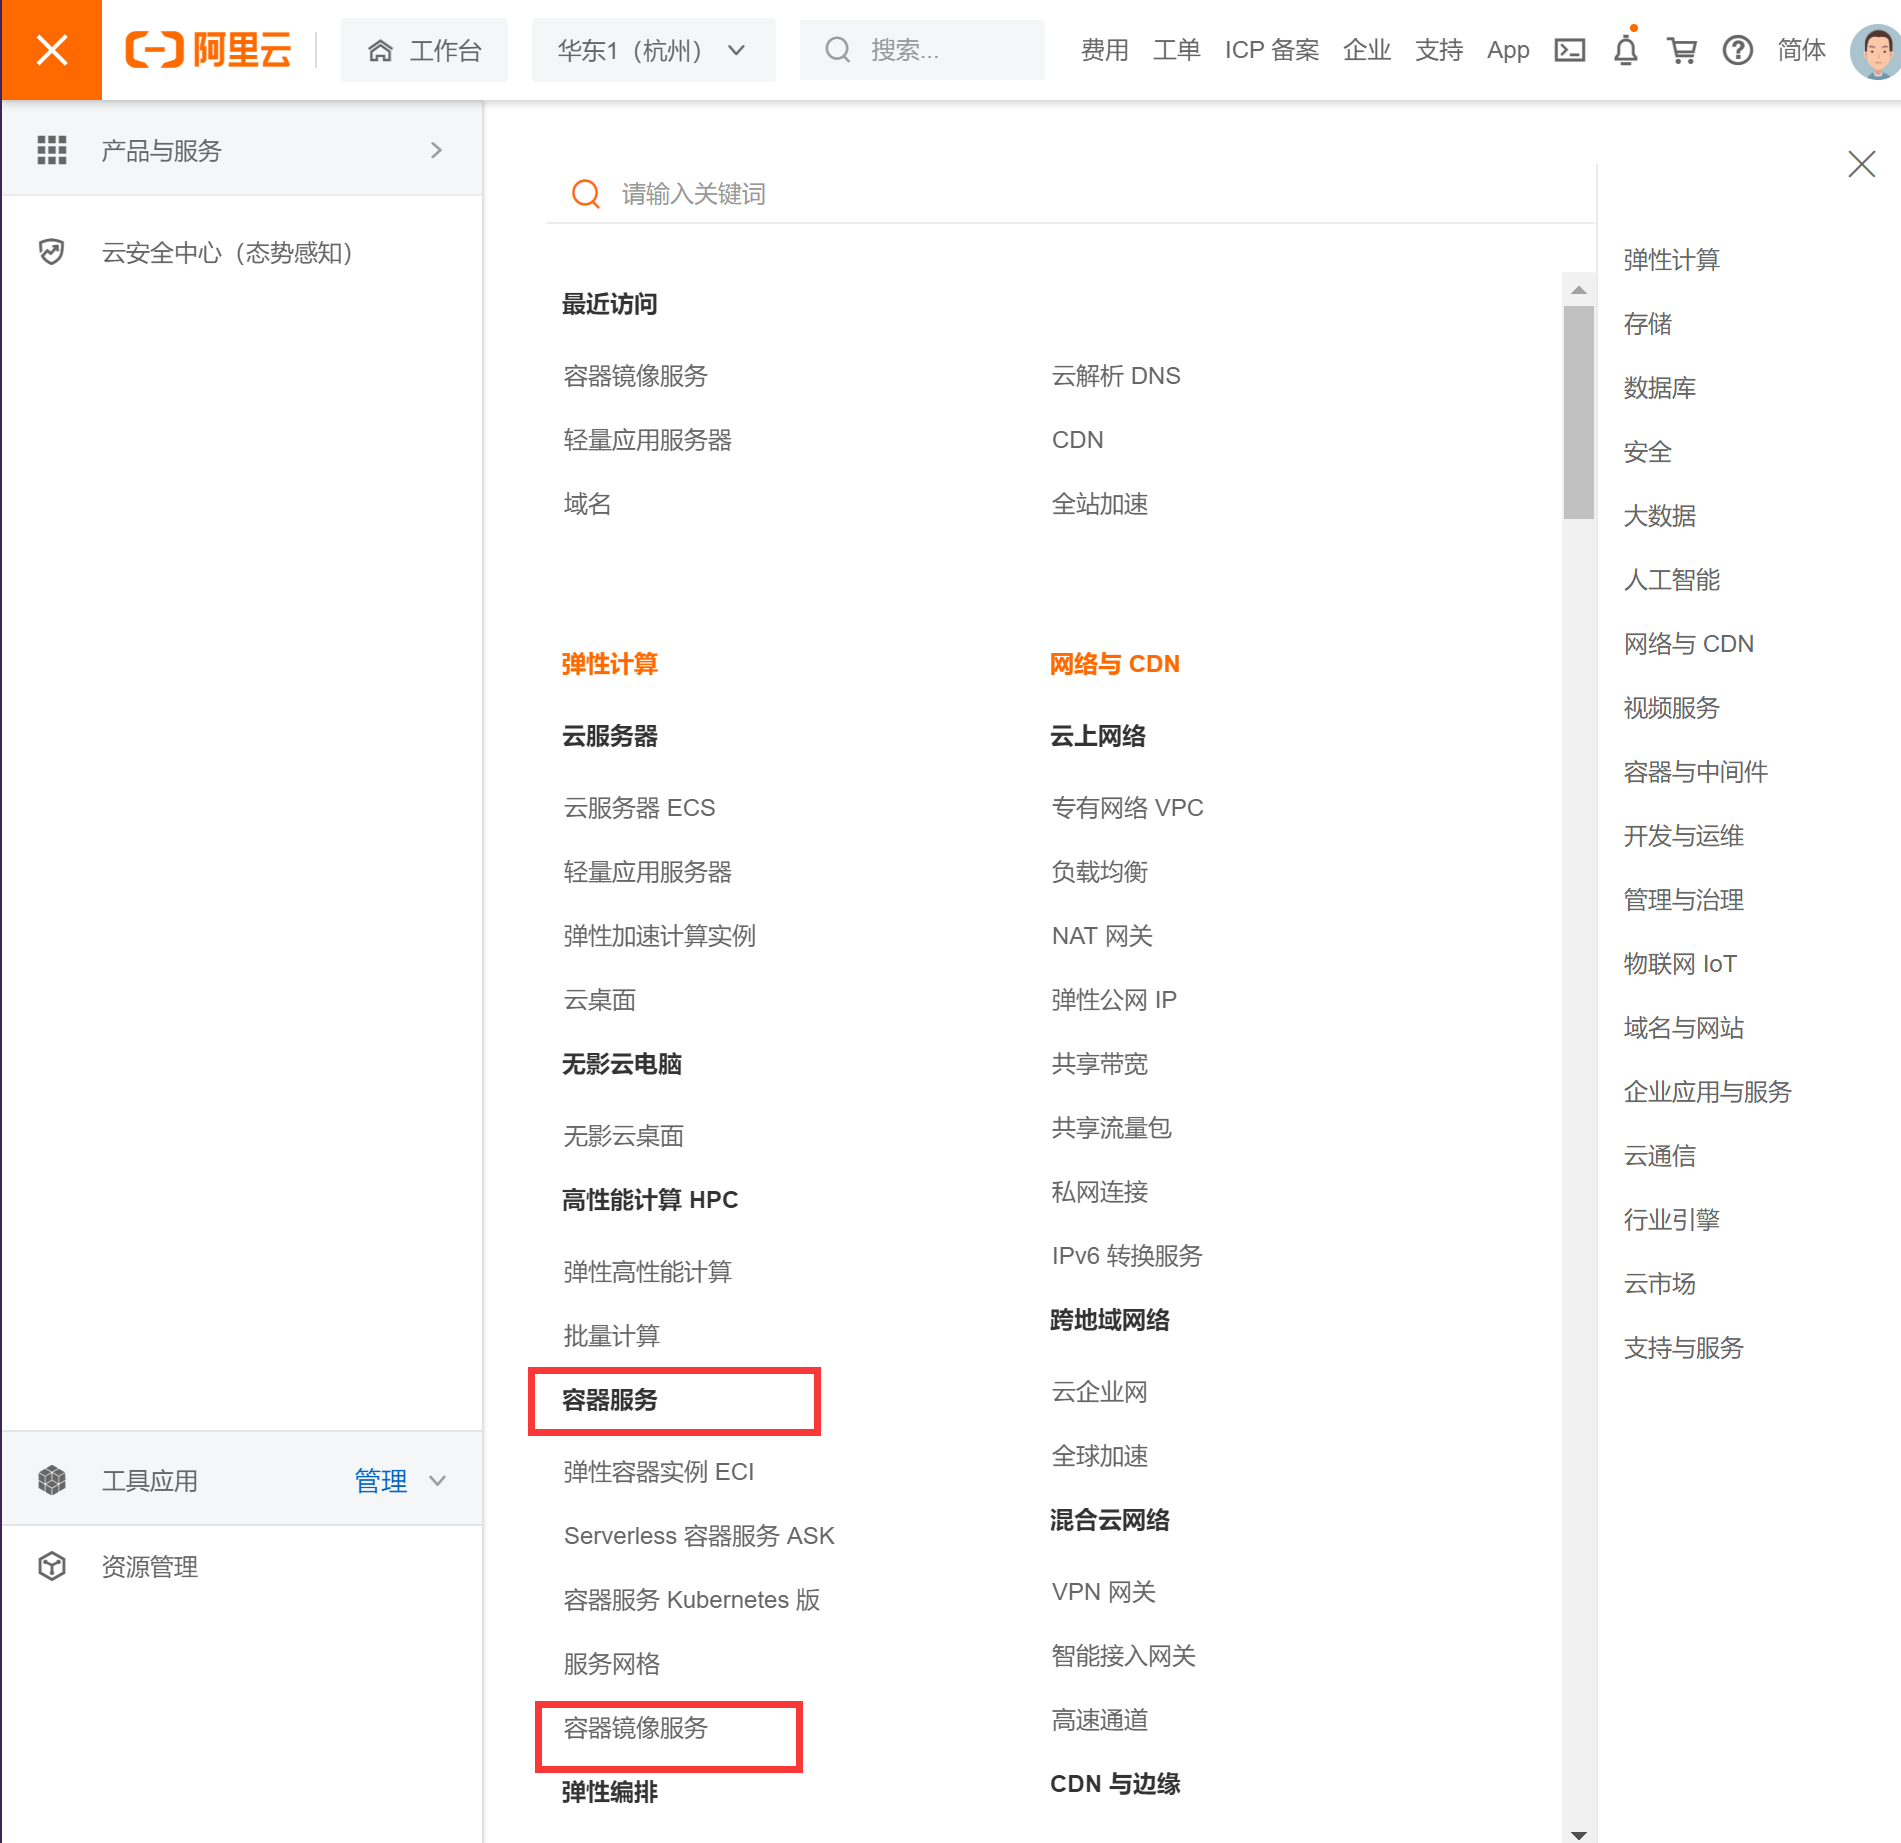 阿里云
工作台
华东1（杭州）
搜索...
费用
工单
ICP 备案
企业
支持
App
简体
产品与服务
云安全中心（态势感知）
工具应用
管理
资源管理
请输入关键词
最近访问
容器镜像服务
云解析 DNS
轻量应用服务器
CDN
域名
全站加速
弹性计算
云服务器
云服务器 ECS
轻量应用服务器
弹性加速计算实例
云桌面
无影云电脑
无影云桌面
高性能计算 HPC
弹性高性能计算
批量计算
容器服务
弹性容器实例 ECI
Serverless 容器服务 ASK
容器服务 Kubernetes 版
服务网格
容器镜像服务
弹性编排
网络与 CDN
云上网络
专有网络 VPC
负载均衡
NAT 网关
弹性公网 IP
共享带宽
共享流量包
私网连接
IPv6 转换服务
跨地域网络
云企业网
全球加速
混合云网络
VPN 网关
智能接入网关
高速通道
CDN 与边缘
弹性计算
存储
数据库
安全
大数据
人工智能
网络与 CDN
视频服务
容器与中间件
开发与运维
管理与治理
物联网 IoT
域名与网站
企业应用与服务
云通信
行业引擎
云市场
支持与服务